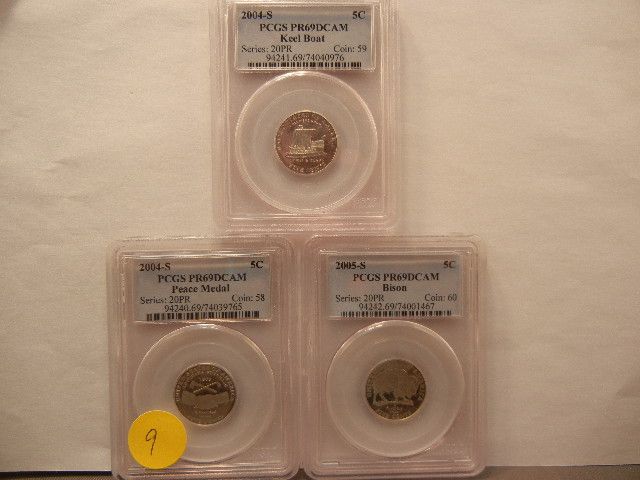 2004-S 5C
PCGS PR69DCAM
Keel Boat
Series: 20PR Coin: 59
94241.69/74040976
2004-S 5C
PCGS PR69DCAM
Peace Medal
Series: 20PR Coin: 58
94240.69/74039765
2005-S 5C
PCGS PR69DCAM
Bison
Series: 20PR Coin: 60
94242.69/74001467
9